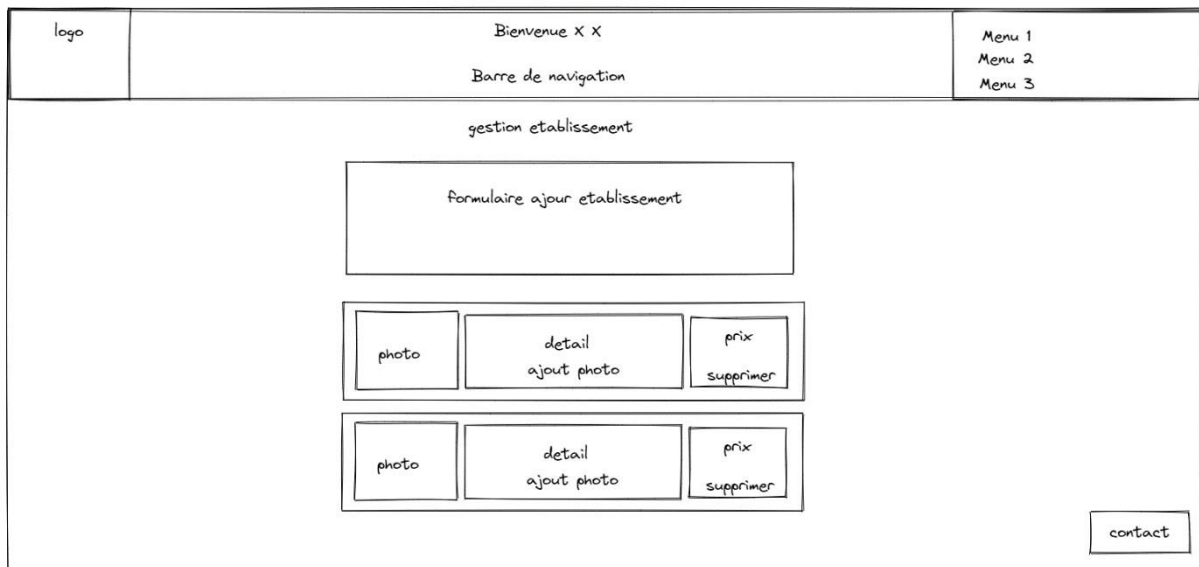 logo
Bienvenue x x
Barre de navigation
Menu 1
Menu 2
Menu 3
gestion etablissement
formulaire ajour etablissement
photo
detail
ajout photo
prix
supprimer
photo
detail
ajout photo
prix
supprimer
contact